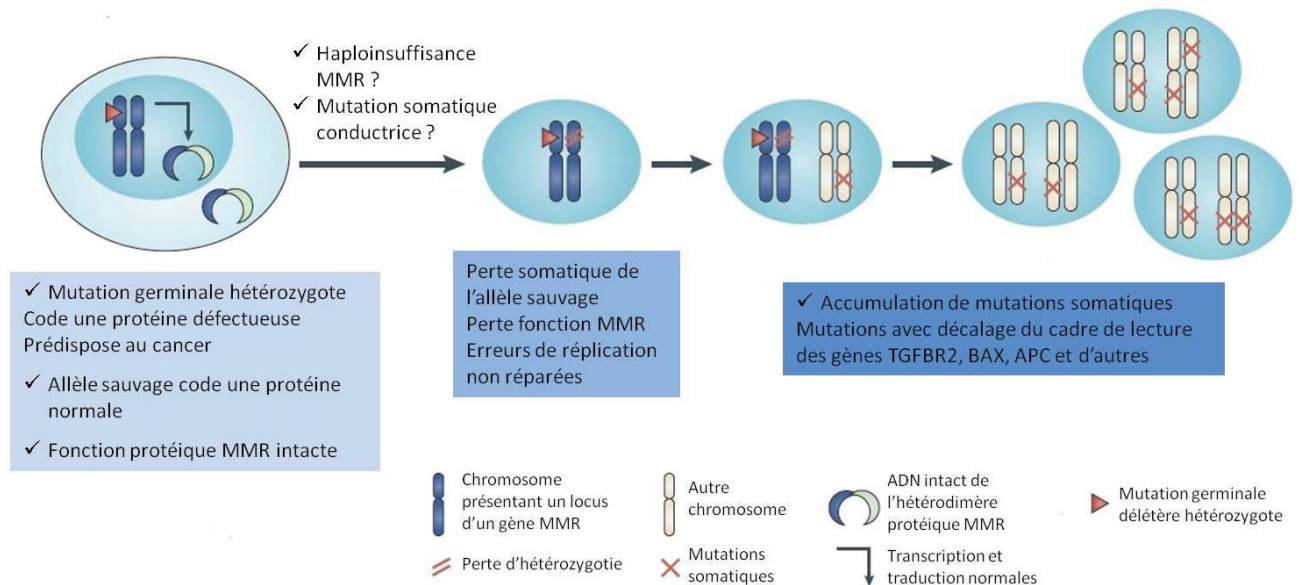 ✓ Haploinsuffisance
MMR ?
✓ Mutation somatique
conductrice ?
✓ Mutation germinale hétérozygote
Code une protéine défectueuse
Prédispose au cancer
✓ Allèle sauvage code une protéine
normale
✓ Fonction protéique MMR intacte
Perte somatique de
l'allèle sauvage
Perte fonction MMR
Erreurs de réplication
non réparées
✓ Accumulation de mutations somatiques
Mutations avec décalage du cadre de lecture
des gènes TGFBR2, BAX, APC et d'autres
Chromosome
présentant un locus
d'un gène MMR
Autre
chromosome
ADN intact de
l'hétérodimère
protéique MMR
Mutation germinale
délétère hétérozygote
Perte d'hétérozygotie
Mutations
somatiques
Transcription et
traduction normales